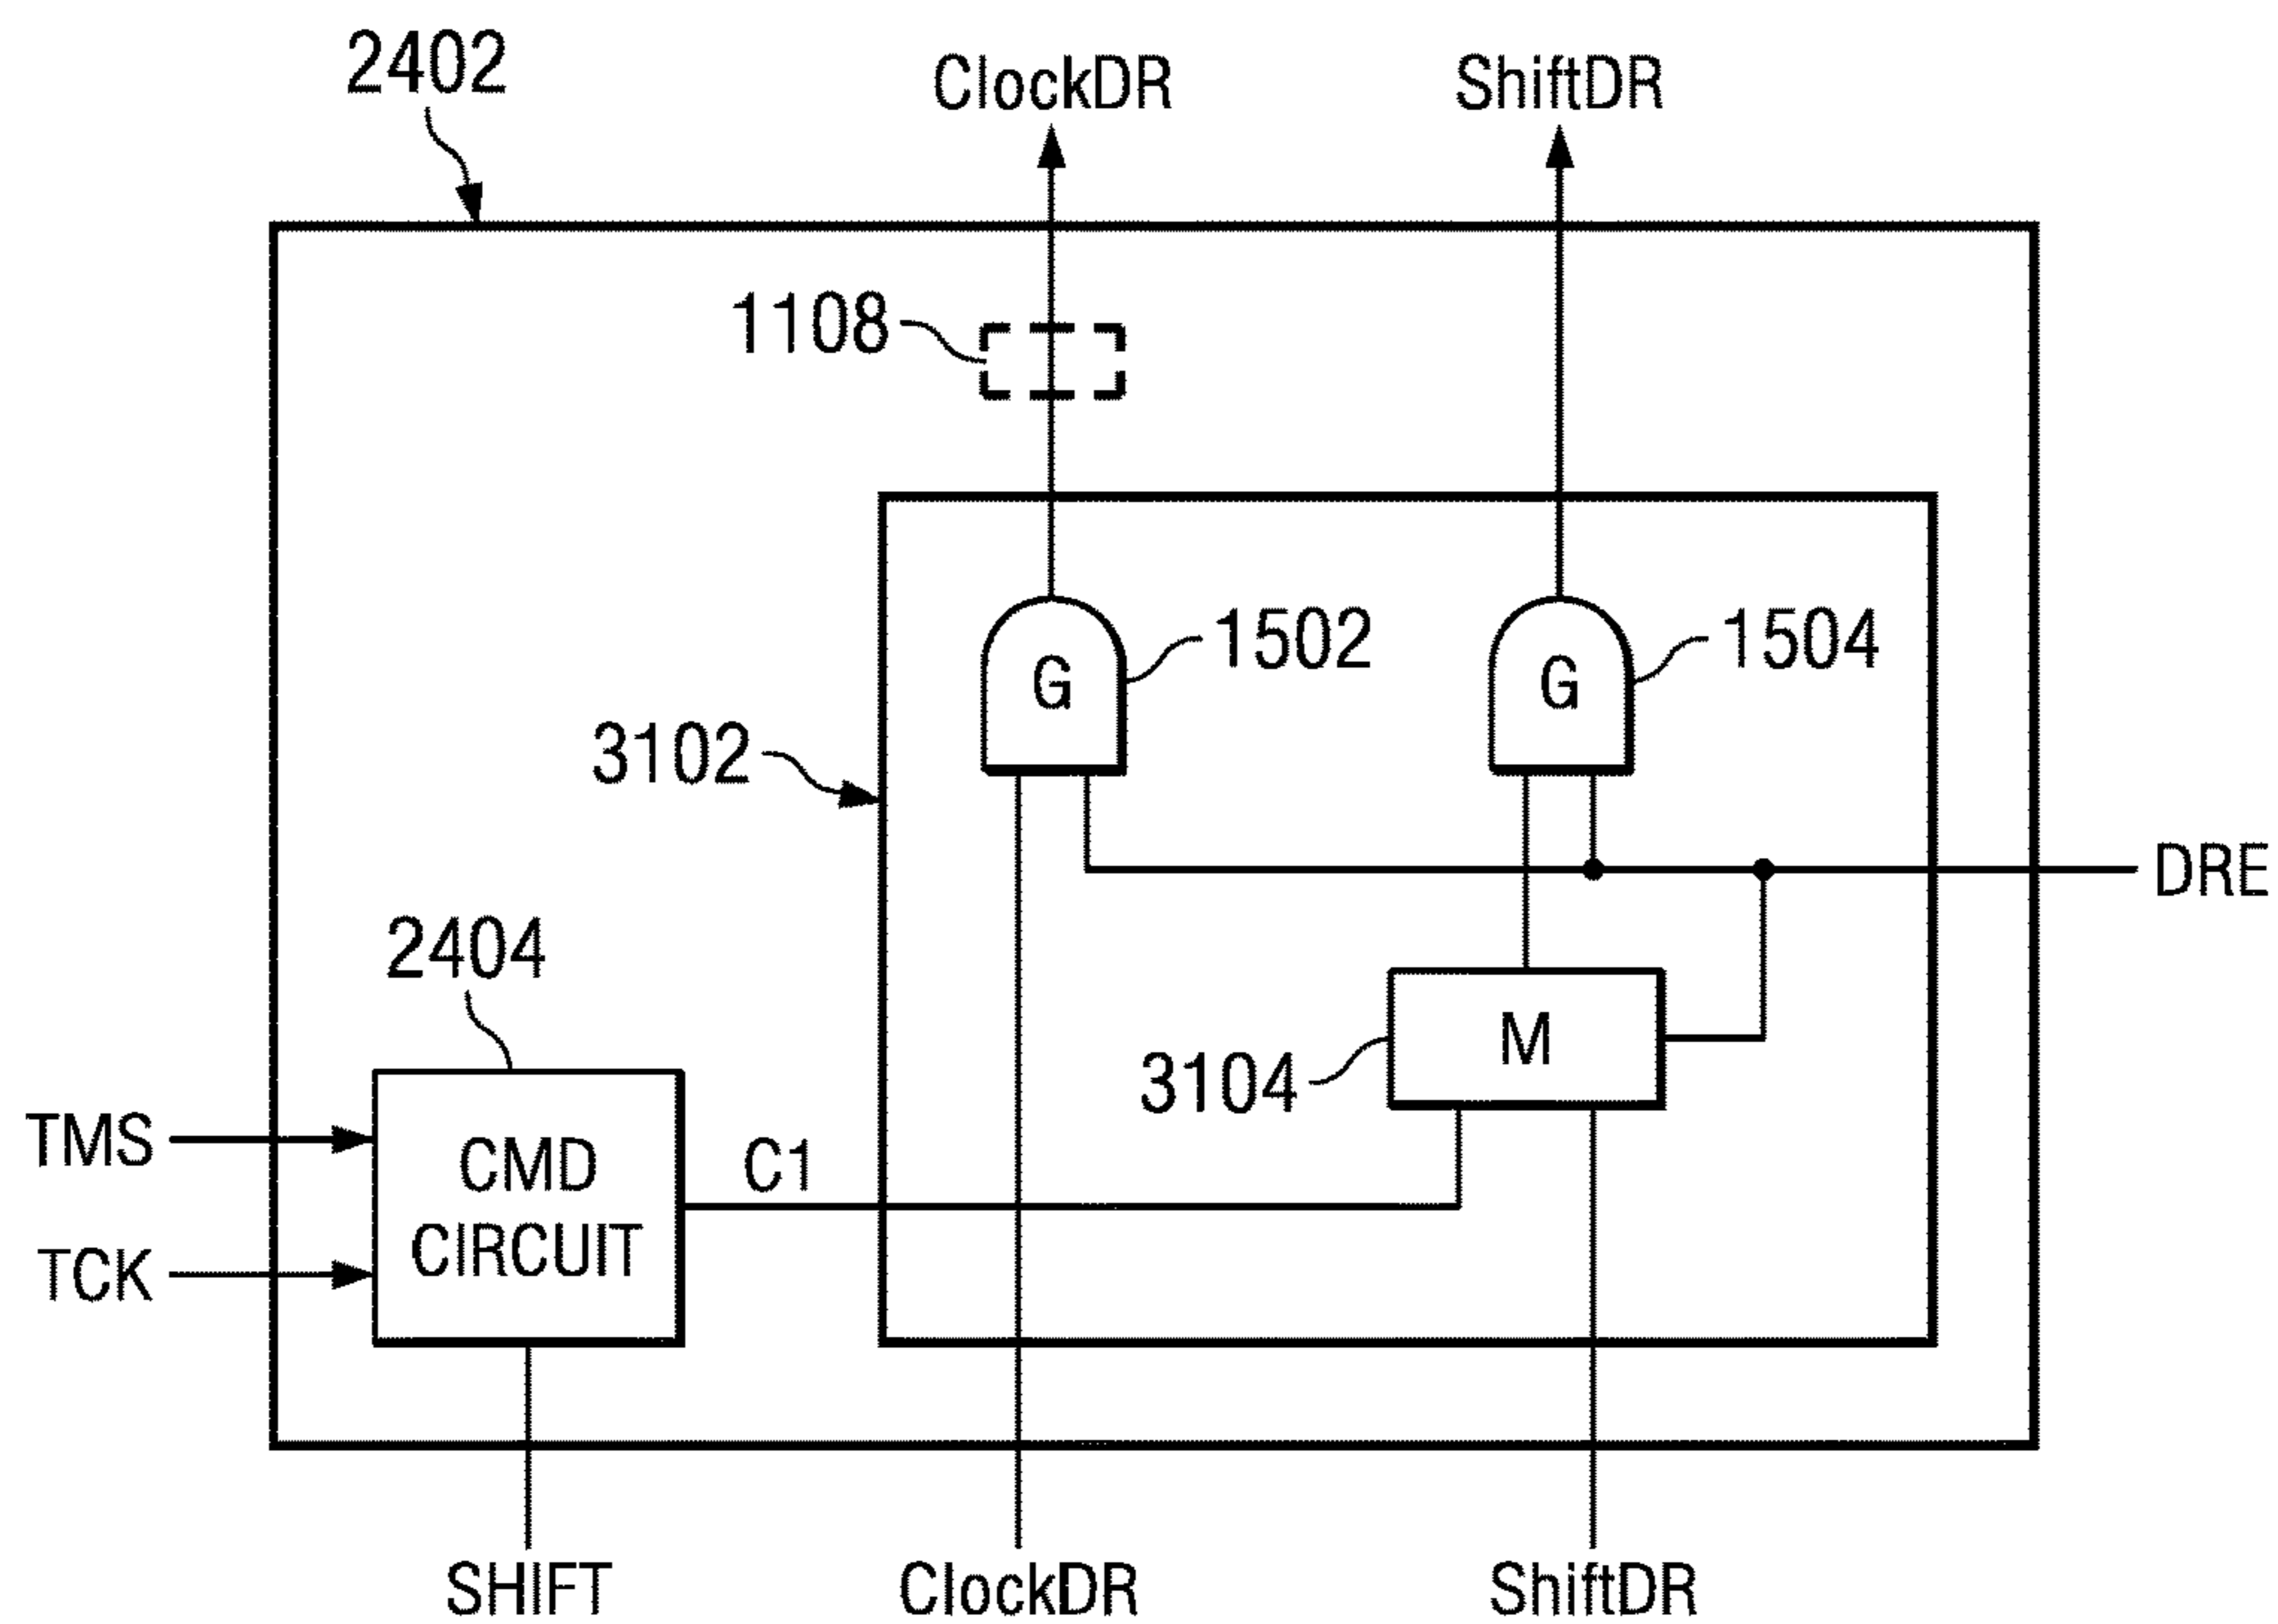 2402
ClockDR
ShiftDR
1108
G
1502
G
1504
3102
DRE
2404
M
3104
TMS
CMD
CIRCUIT
C1
TCK
SHIFT
ClockDR
ShiftDR